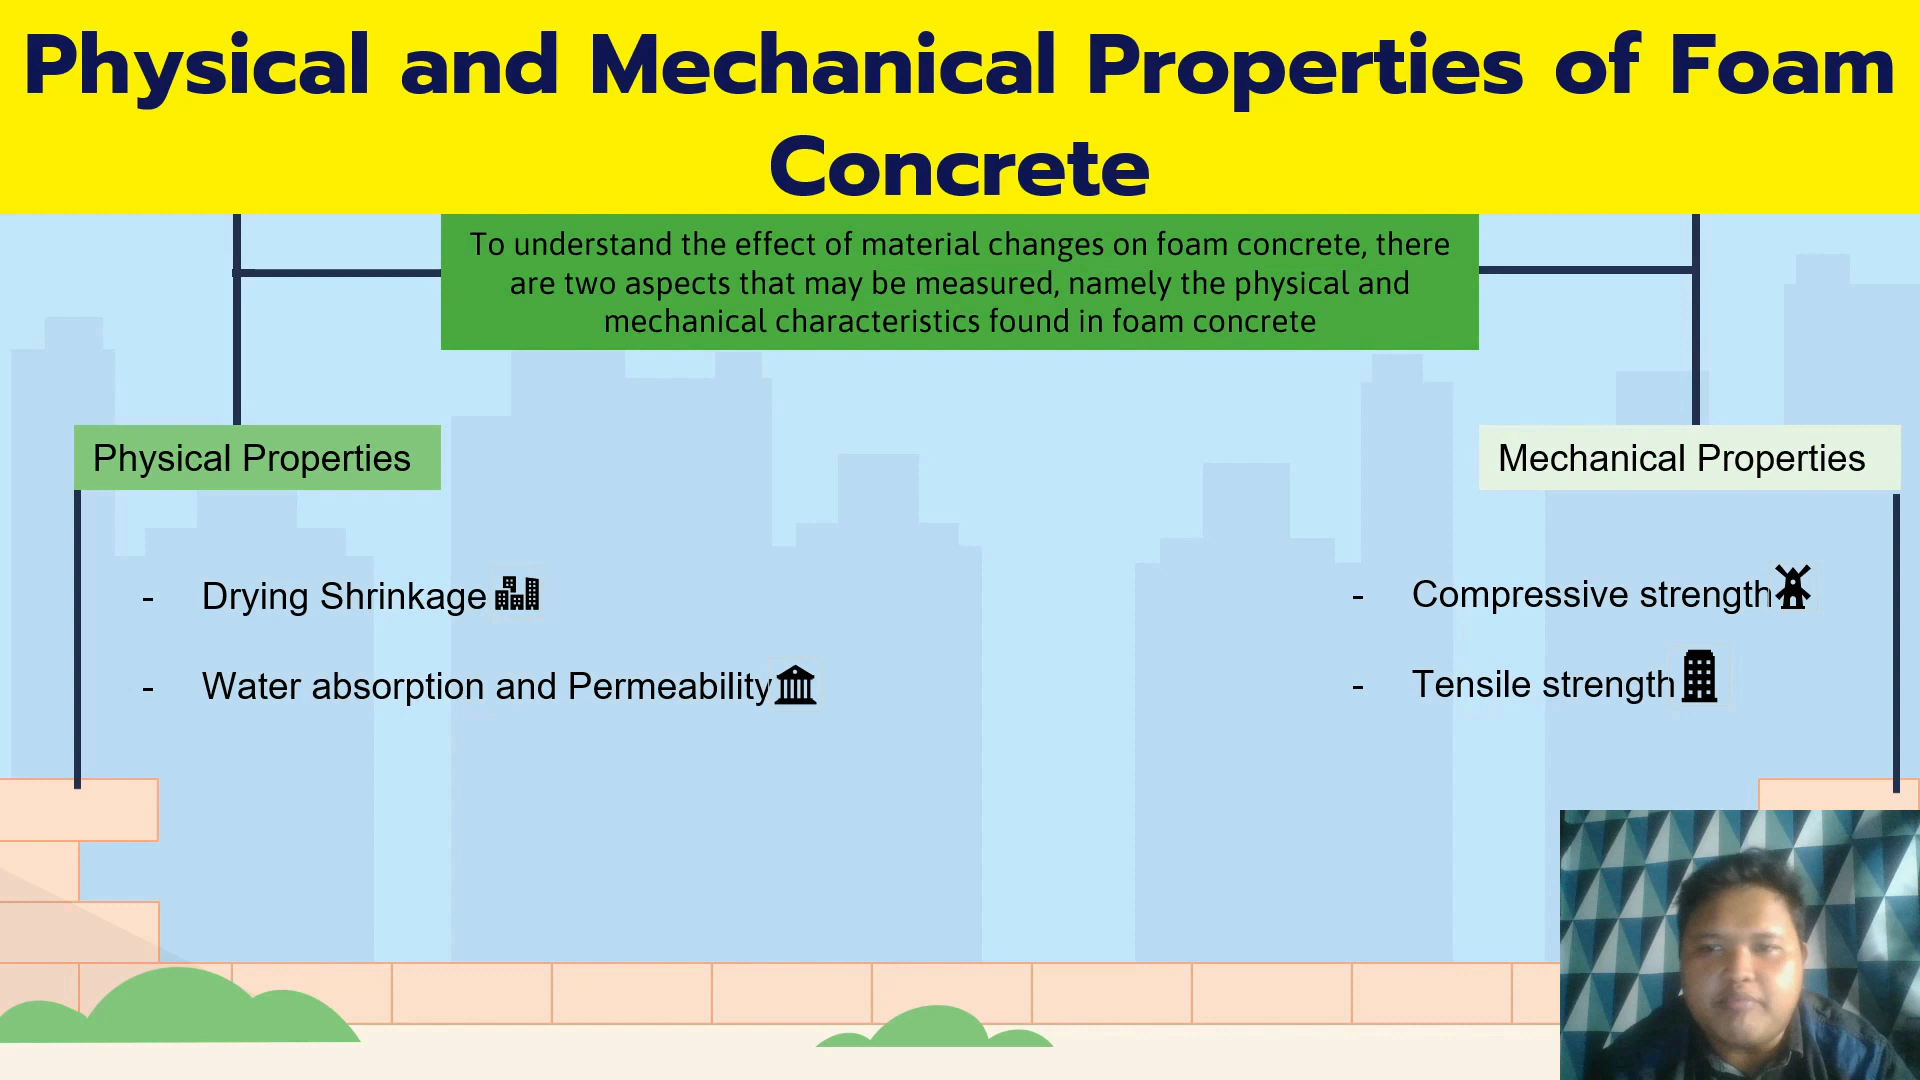 Physical and Mechanical Properties of Foam
Concrete
To understand the effect of material changes on foam concrete, there
are two aspects that may be measured, namely the physical and
mechanical characteristics found in foam concrete
Physical Properties
- Drying Shrinkage
- Water absorption and Permeability
Mechanical Properties
- Compressive strength
- Tensile strength